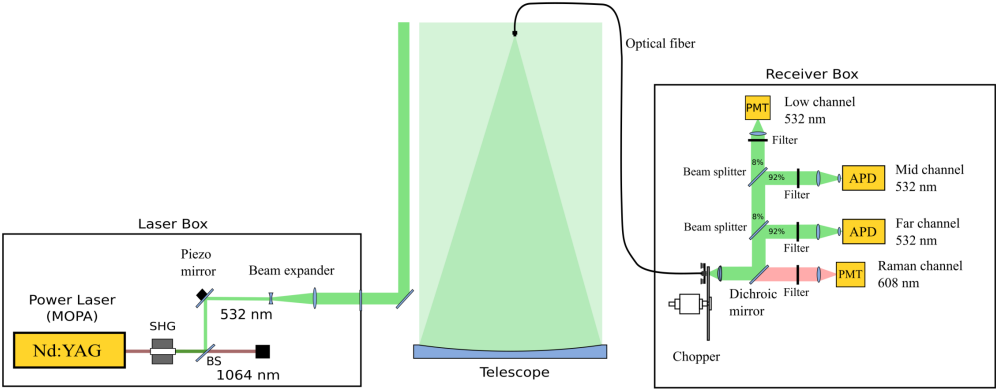 Optical fiber
Receiver Box
PMT
Low channel
532 nm
Filter
8%
Beam splitter
92%
APD
Mid channel
532 nm
Filter
8%
Beam splitter
92%
APD
Far channel
532 nm
Filter
PMT
Raman channel
608 nm
Dichroic
mirror
Filter
Chopper
Laser Box
Piezo
mirror
Beam expander
532 nm
Power Laser
(MOPA)
SHG
Nd:YAG
BS
1064 nm
Telescope